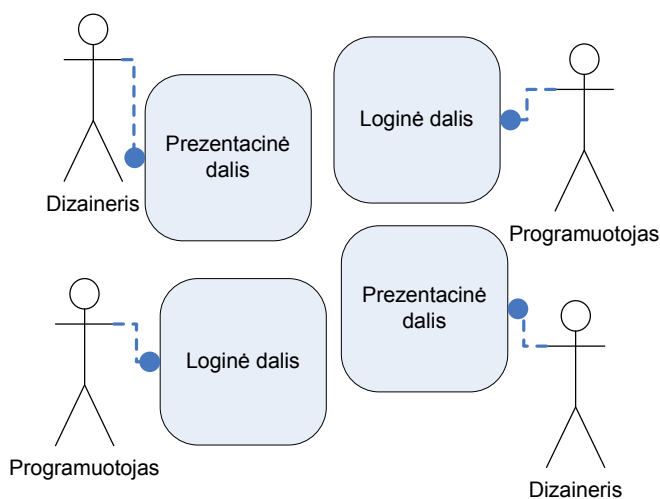 Prezentacinė
dalis
Dizaineris
Loginė dalis
Programuotojas
Loginė dalis
Programuotojas
Prezentacinė
dalis
Dizaineris